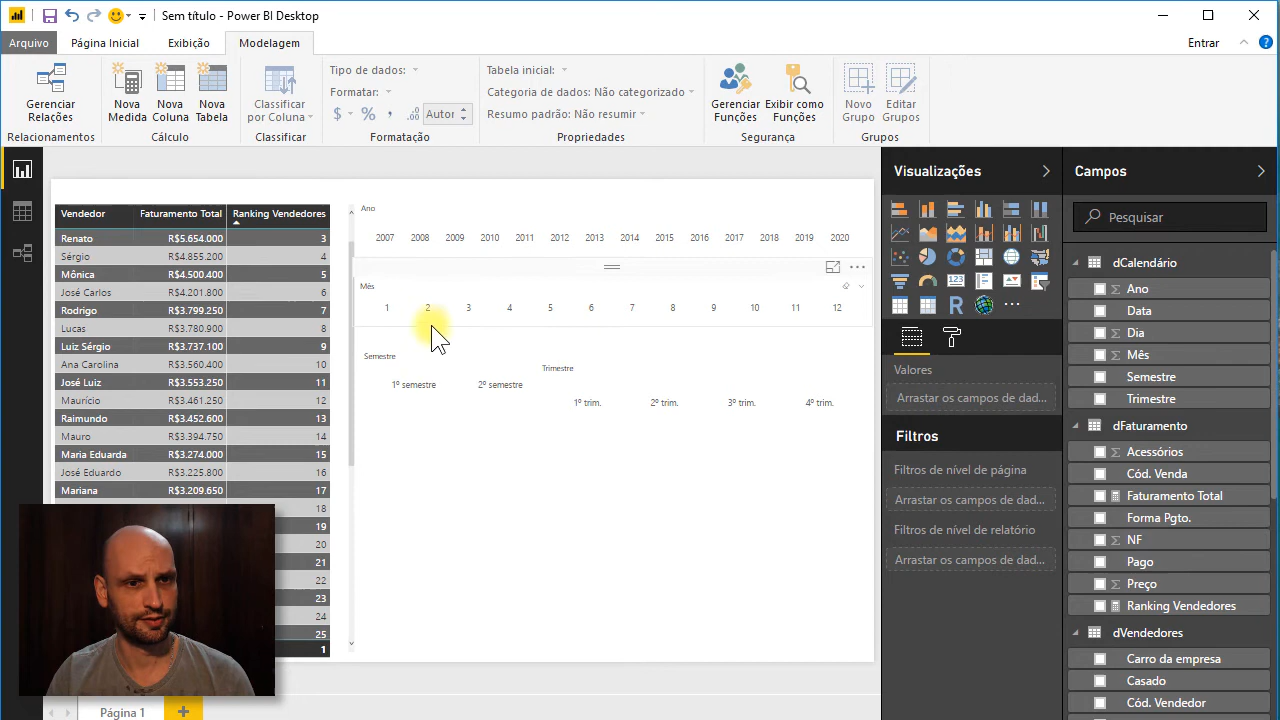 Sem título - Power BI Desktop
Arquivo
Página Inicial
Exibição
Modelagem
Entrar
Gerenciar Relações
Relacionamentos
Nova Medida
Nova Coluna
Nova Tabela
Cálculo
Classificar por Coluna
Classificar
Tipo de dados:
Formatar:
$ % , .00 Autor
Formatação
Tabela inicial:
Categoria de dados: Não categorizado
Resumo padrão: Não resumir
Propriedades
Gerenciar Funções
Exibir como Funções
Segurança
Novo Grupo
Editar Grupos
Grupos
Vendedor Faturamento Total Ranking Vendedores
Renato R$5.654.000 3
Sérgio R$4.855.200 4
Mônica R$4.500.400 5
José Carlos R$4.201.800 6
Rodrigo R$3.799.250 7
Lucas R$3.780.900 8
Luiz Sérgio R$3.737.100 9
Ana Carolina R$3.560.400 10
José Luiz R$3.553.250 11
Maurício R$3.461.250 12
Raimundo R$3.452.600 13
Mauro R$3.394.750 14
Maria Eduarda R$3.274.000 15
José Eduardo R$3.225.800 16
Mariana R$3.209.650 17
18
19
20
21
22
23
24
25
1
Ano
2007 2008 2009 2010 2011 2012 2013 2014 2015 2016 2017 2018 2019 2020
Mês
1 2 3 4 5 6 7 8 9 10 11 12
Semestre
1º semestre 2º semestre
Trimestre
1º trim. 2º trim. 3º trim. 4º trim.
Visualizações
R
Valores
Arrastar os campos de dad...
Filtros
Filtros de nível de página
Arrastar os campos de dad...
Filtros de nível de relatório
Arrastar os campos de dad...
Campos
Pesquisar
dCalendário
Ano
Data
Dia
Mês
Semestre
Trimestre
dFaturamento
Acessórios
Cód. Venda
Faturamento Total
Forma Pgto.
NF
Pago
Preço
Ranking Vendedores
dVendedores
Carro da empresa
Casado
Cód. Vendedor
Página 1